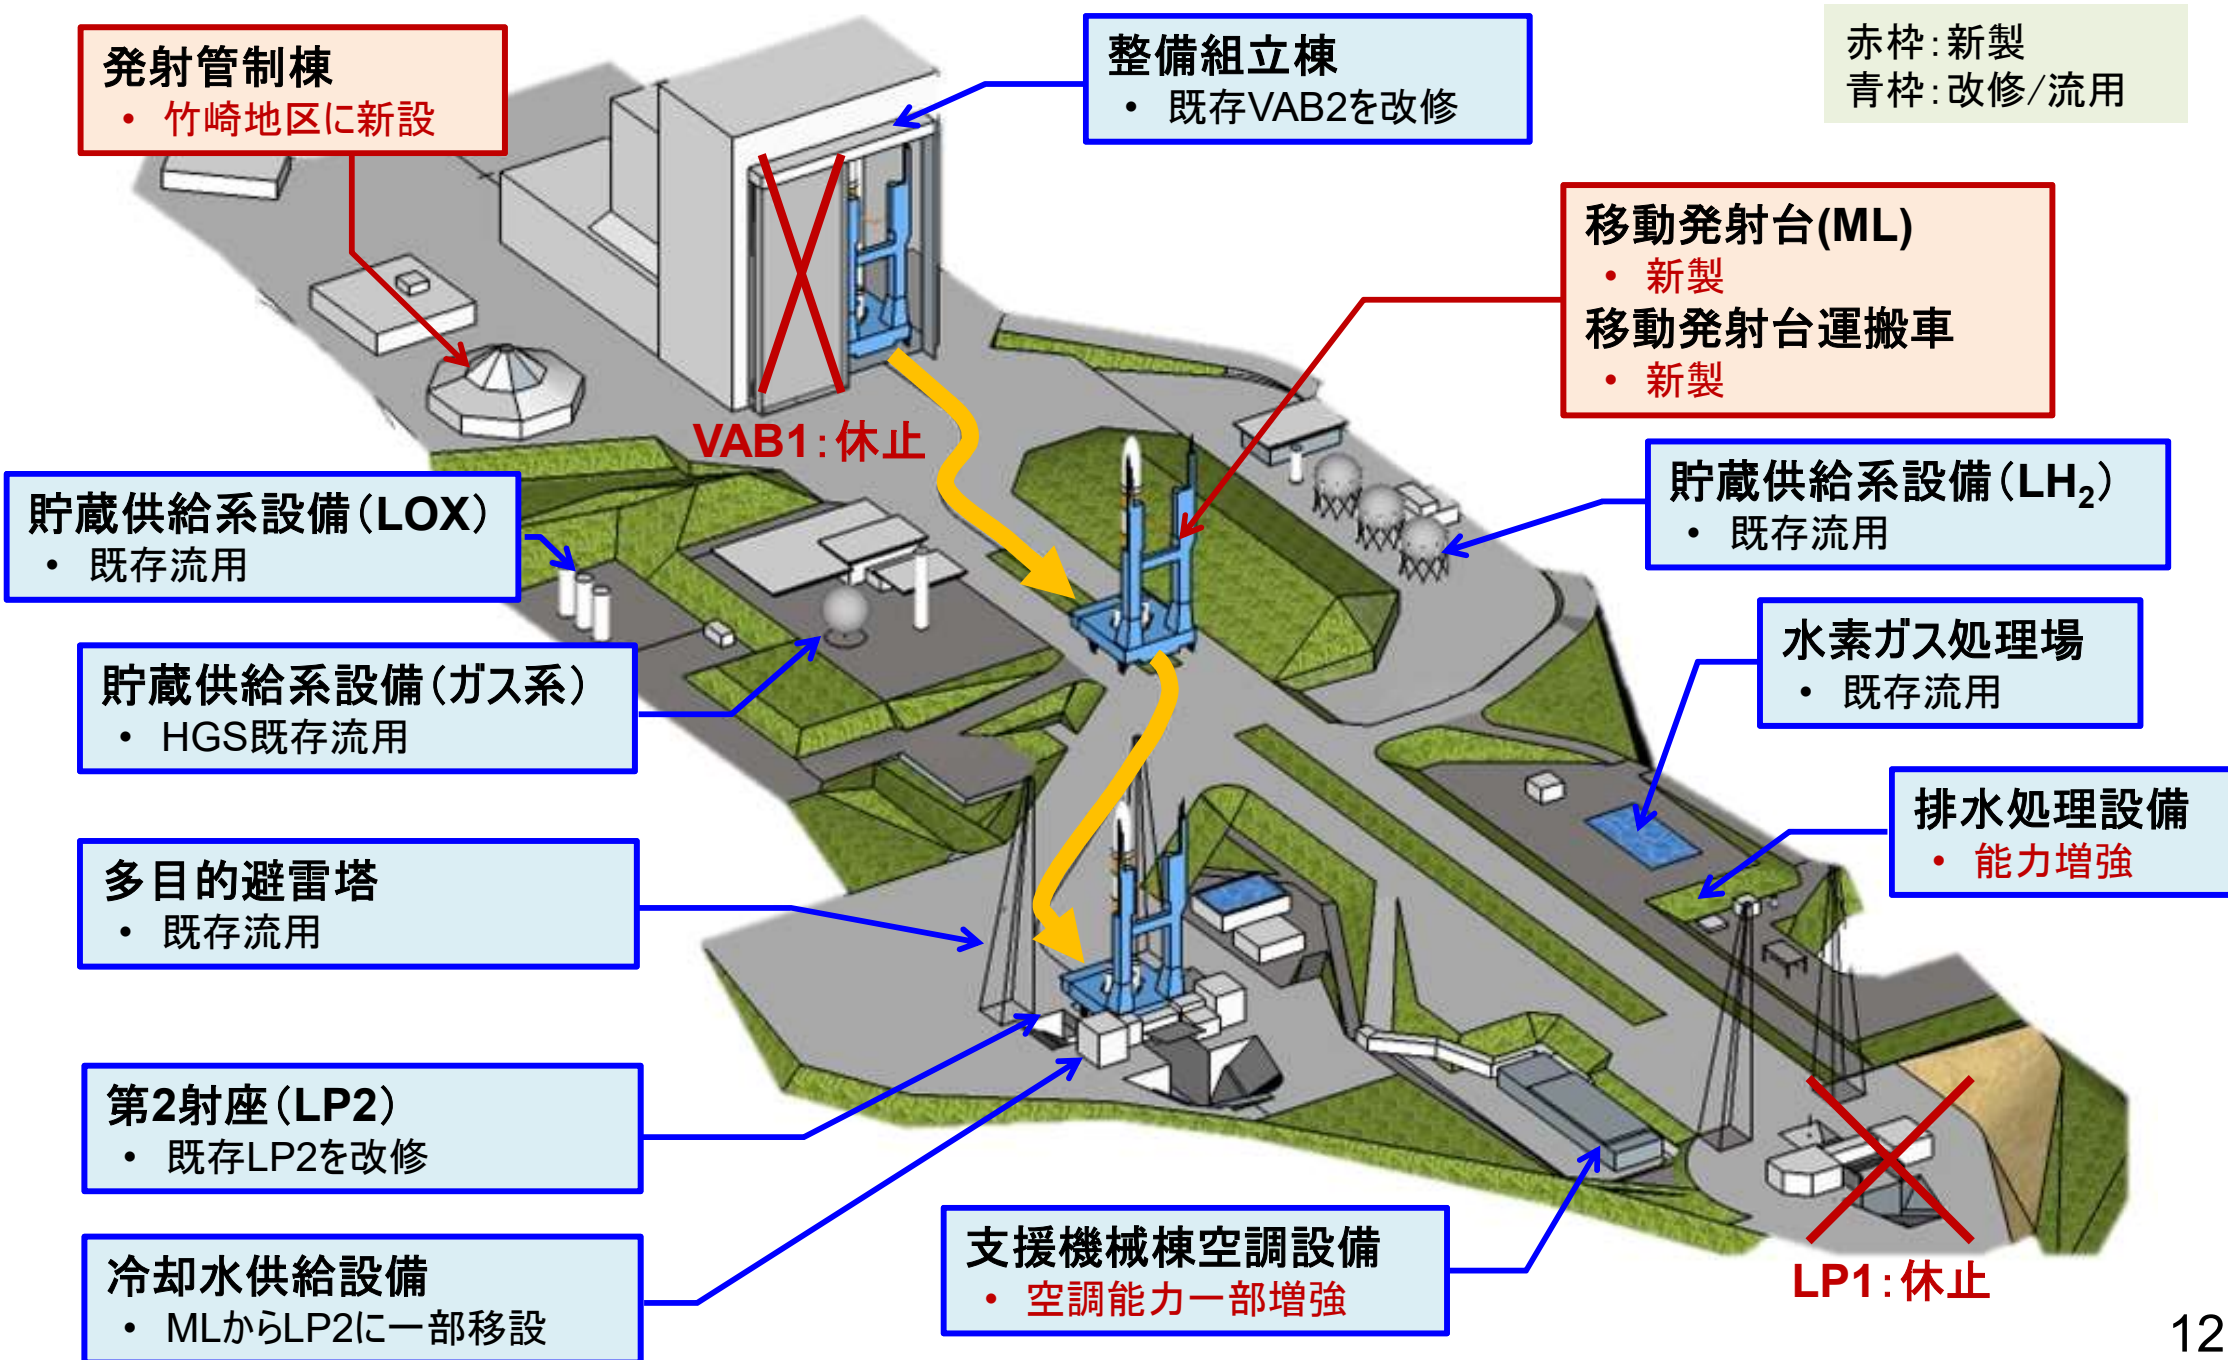 発射管制棟
• 竹崎地区に新設
整備組立棟
• 既存VAB2を改修
赤枠：新製
青枠：改修/流用
移動発射台(ML)
• 新製
移動発射台運搬車
• 新製
VAB1：休止
貯蔵供給系設備（LOX）
• 既存流用
貯蔵供給系設備（LH₂）
• 既存流用
貯蔵供給系設備（ガス系）
• HGS既存流用
水素ガス処理場
• 既存流用
排水処理設備
• 能力増強
多目的避雷塔
• 既存流用
第2射座（LP2）
• 既存LP2を改修
冷却水供給設備
• MLからLP2に一部移設
支援機械棟空調設備
• 空調能力一部増強
LP1：休止
12